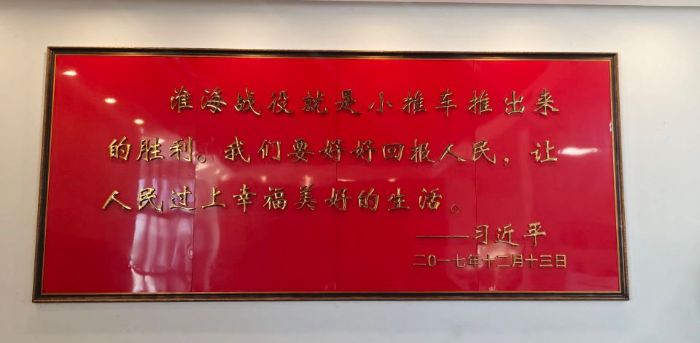 淮海战役就是小推车推出来
的胜利。我们要好好回报人民，让
人民过上幸福美好的生活。
——习近平
二0一七年十二月十三日